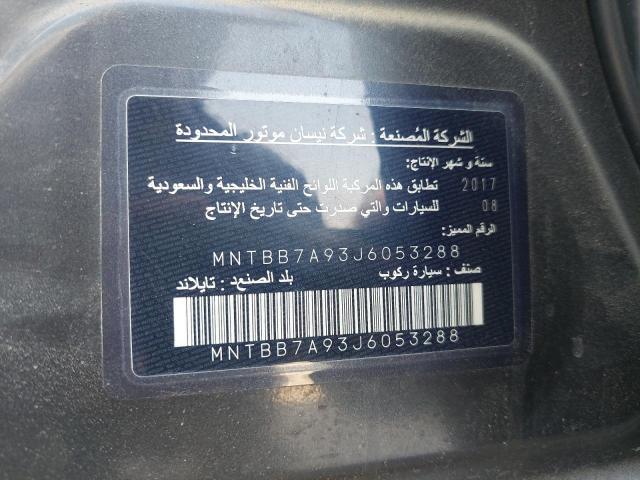 الشركة المُصنعة : شركة نيسان موتور المحدودة
سنة و شهر الإنتاج:
2017 تطابق هذه المركبة اللوائح الفنية الخليجية والسعودية
08 للسيارات والتي صدرت حتى تاريخ الإنتاج
الرقم المميز:
MNTBB7A93J6053288
صنف : سيارة ركوب بلد الصنع: تايلاند
MNTBB7A93J6053288